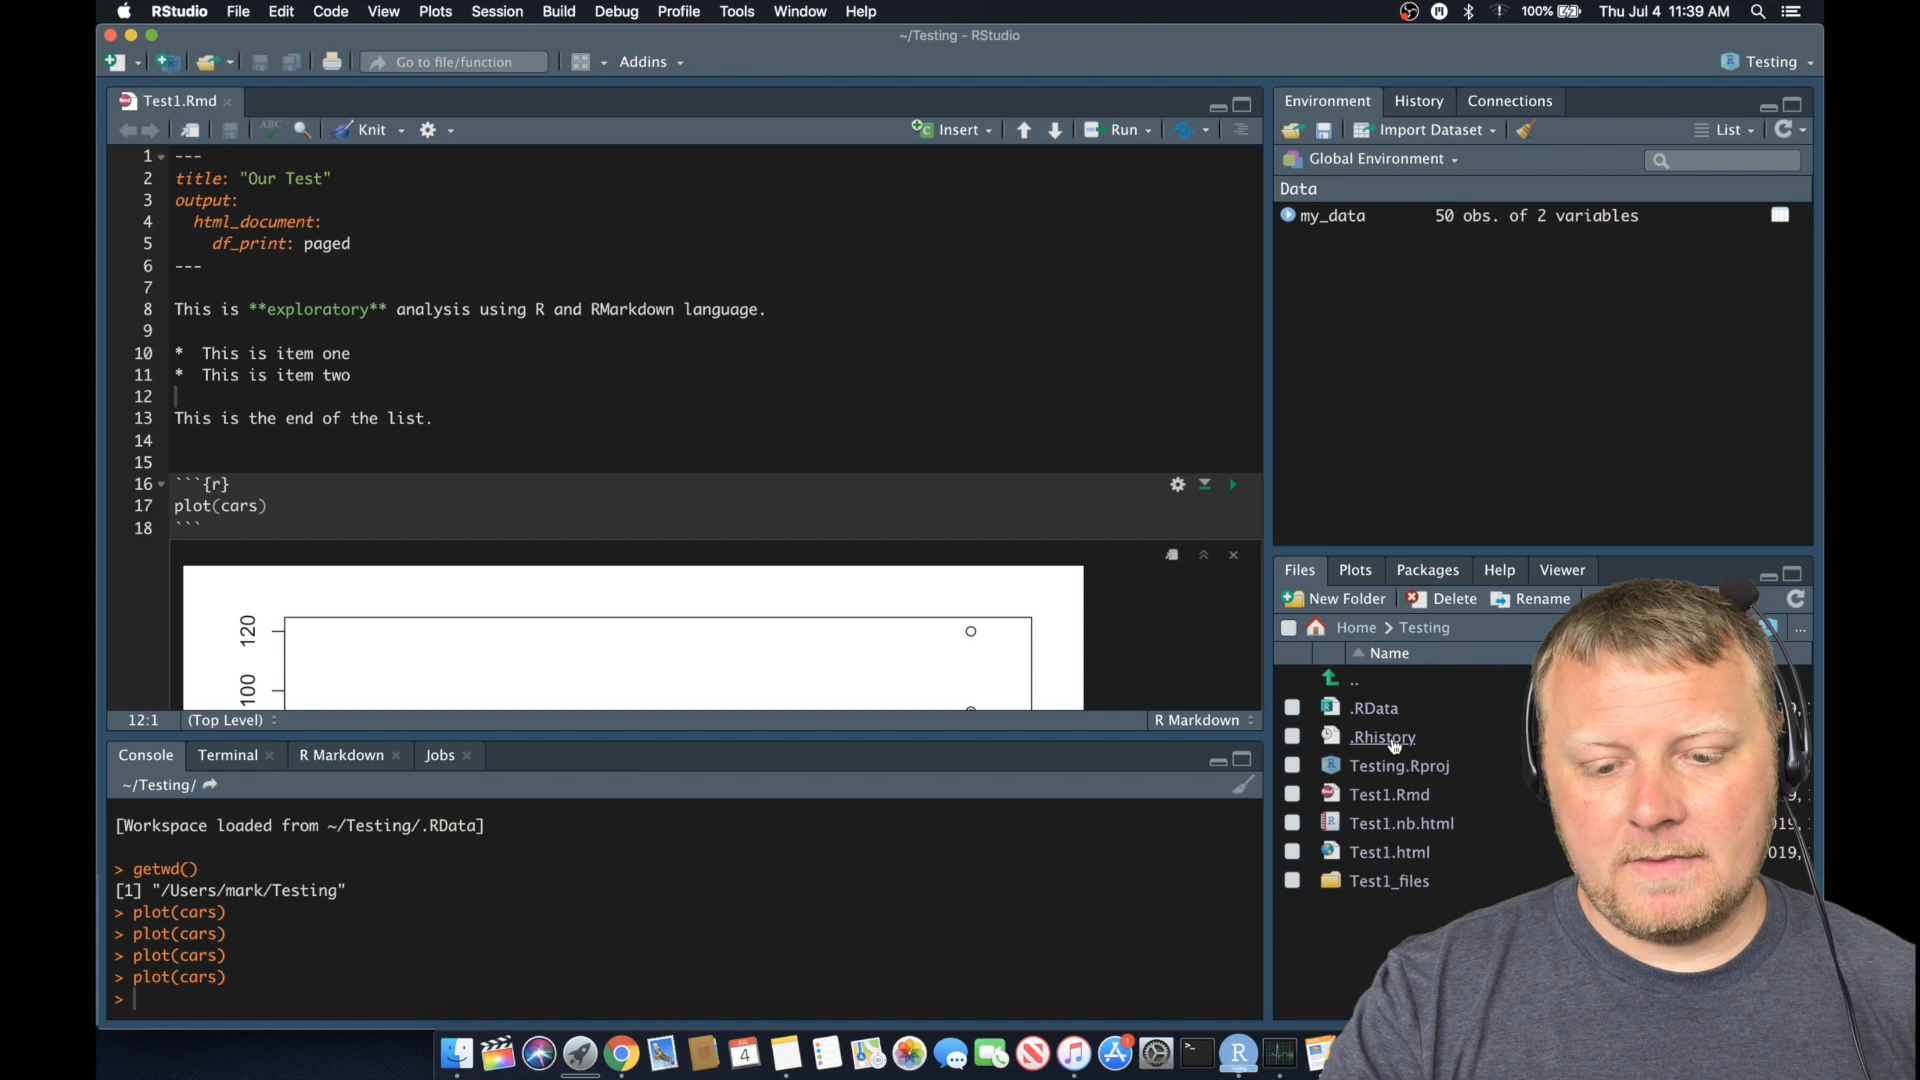 RStudio File Edit Code View Plots Session Build Debug Profile Tools Window Help 100% Thu Jul 4 11:39 AM
~/Testing - RStudio
Go to file/function Addins Testing
Test1.Rmd
ABC Knit Insert Run
1 ---
2 title: "Our Test"
3 output:
4 html_document:
5 df_print: paged
6 ---
7
8 This is **exploratory** analysis using R and RMarkdown language.
9
10 * This is item one
11 * This is item two
12
13 This is the end of the list.
14
15
16 ```{r}
17 plot(cars)
18 ```
120
100
12:1 (Top Level) R Markdown
Console Terminal R Markdown Jobs
~/Testing/
[Workspace loaded from ~/Testing/.RData]
> getwd()
[1] "/Users/mark/Testing"
> plot(cars)
> plot(cars)
> plot(cars)
> plot(cars)
>
Environment History Connections
Import Dataset List
Global Environment
Data
my_data 50 obs. of 2 variables
Files Plots Packages Help Viewer
New Folder Delete Rename
Home > Testing ...
Name
..
.RData
.Rhistory
Testing.Rproj
Test1.Rmd
Test1.nb.html
Test1.html
Test1_files
JUL
4
1
R